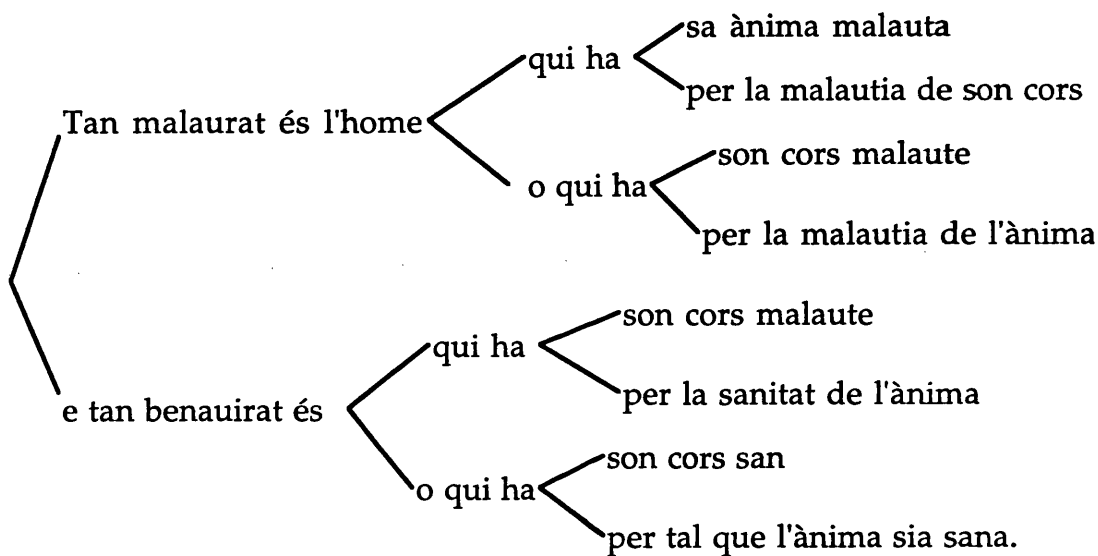 sa ànima malauta
qui ha
per la malautia de son cors
Tan malaurat és l'home
son cors malaute
o qui ha
per la malautia de l'ànima
son cors malaute
qui ha
per la sanitat de l'ànima
e tan benauirat és
son cors san
o qui ha
per tal que l'ànima sia sana.